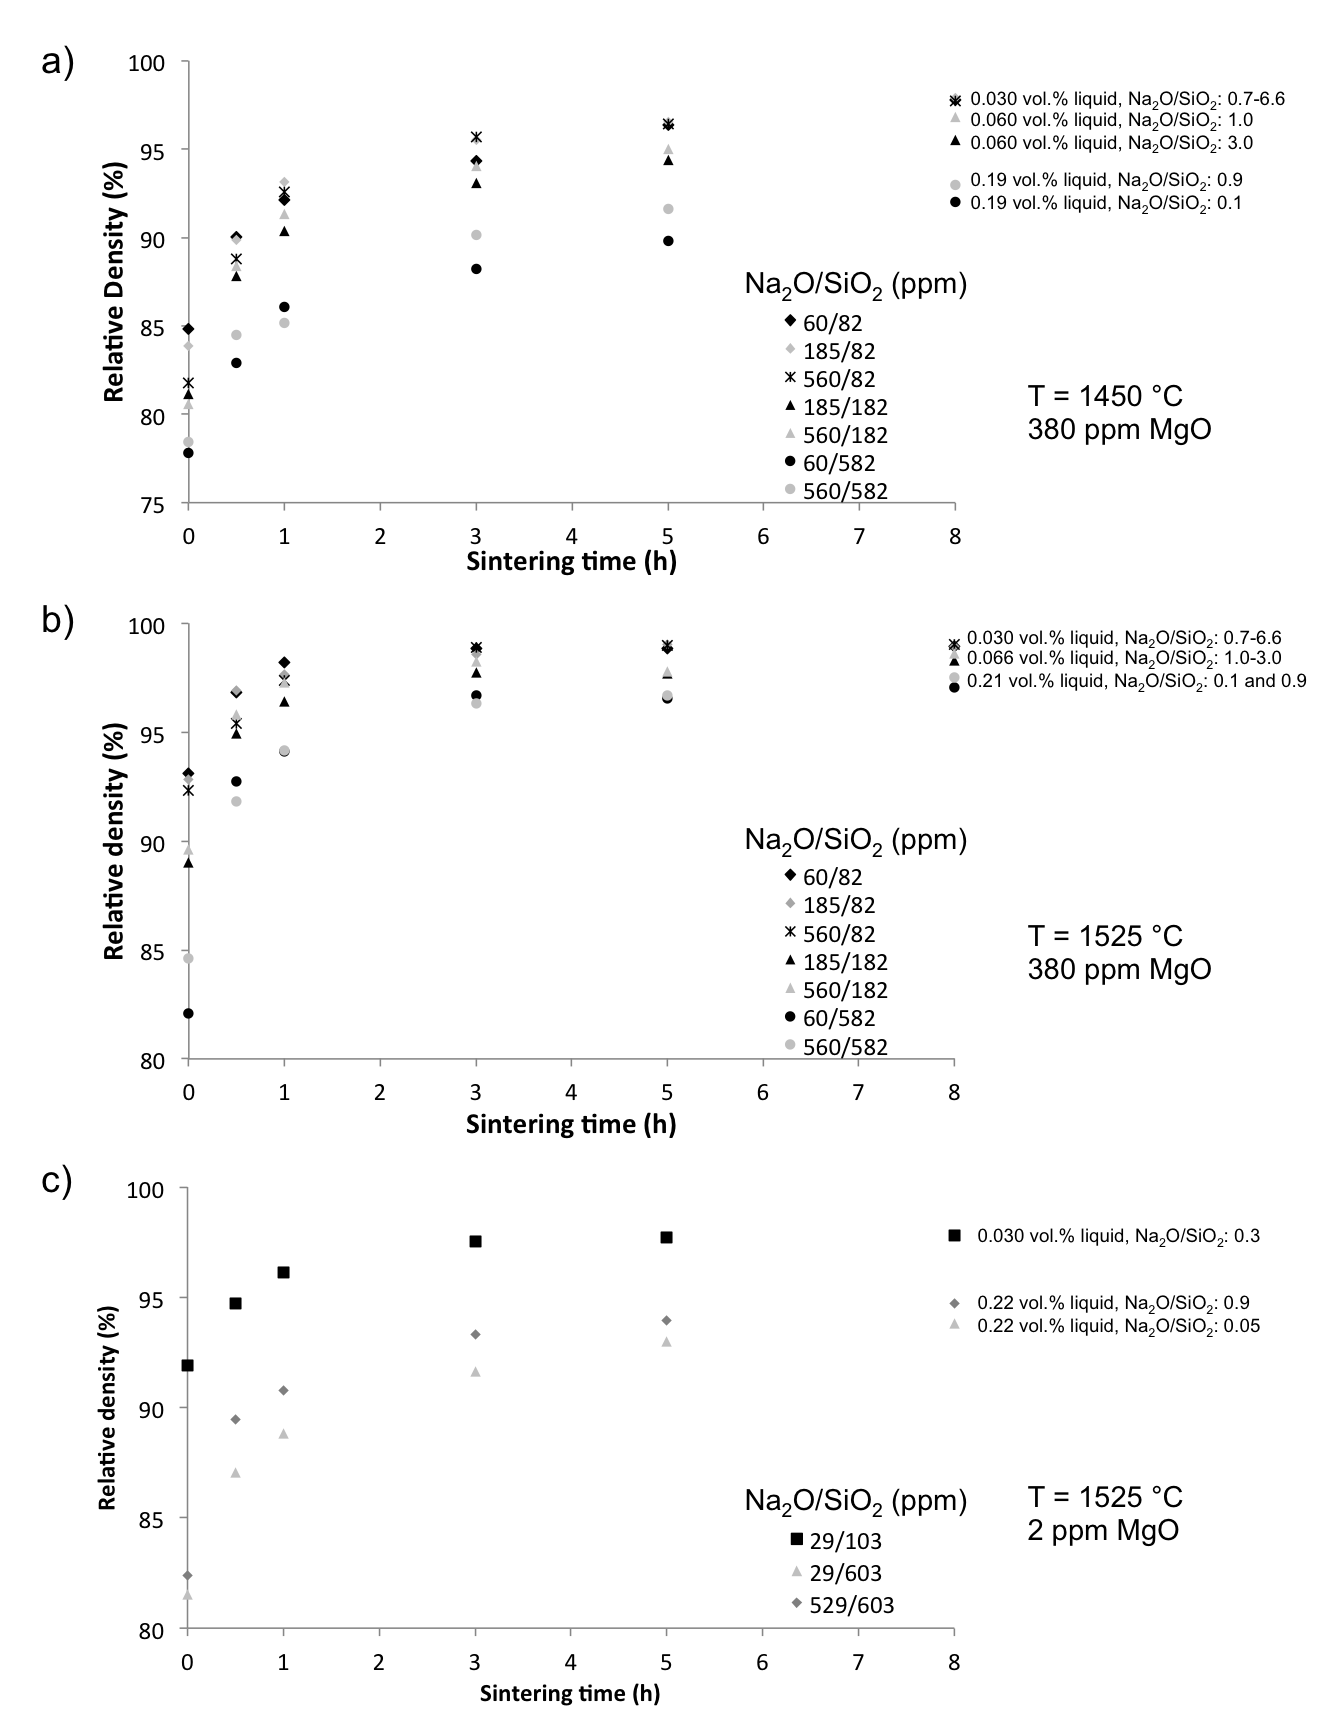 a)
100
95
90
85
80
75
Relative Density (%)
0 1 2 3 4 5 6 7 8
Sintering time (h)
0.030 vol.% liquid, Na₂O/SiO₂: 0.7-6.6
0.060 vol.% liquid, Na₂O/SiO₂: 1.0
0.060 vol.% liquid, Na₂O/SiO₂: 3.0
0.19 vol.% liquid, Na₂O/SiO₂: 0.9
0.19 vol.% liquid, Na₂O/SiO₂: 0.1
Na₂O/SiO₂ (ppm)
60/82
185/82
560/82
185/182
560/182
60/582
560/582
T = 1450 °C
380 ppm MgO
b)
100
95
90
85
80
Relative density (%)
0 1 2 3 4 5 6 7 8
Sintering time (h)
0.030 vol.% liquid, Na₂O/SiO₂: 0.7-6.6
0.066 vol.% liquid, Na₂O/SiO₂: 1.0-3.0
0.21 vol.% liquid, Na₂O/SiO₂: 0.1 and 0.9
Na₂O/SiO₂ (ppm)
60/82
185/82
560/82
185/182
560/182
60/582
560/582
T = 1525 °C
380 ppm MgO
c)
100
95
90
85
80
Relative density (%)
0 1 2 3 4 5 6 7 8
Sintering time (h)
0.030 vol.% liquid, Na₂O/SiO₂: 0.3
0.22 vol.% liquid, Na₂O/SiO₂: 0.9
0.22 vol.% liquid, Na₂O/SiO₂: 0.05
Na₂O/SiO₂ (ppm)
29/103
29/603
529/603
T = 1525 °C
2 ppm MgO